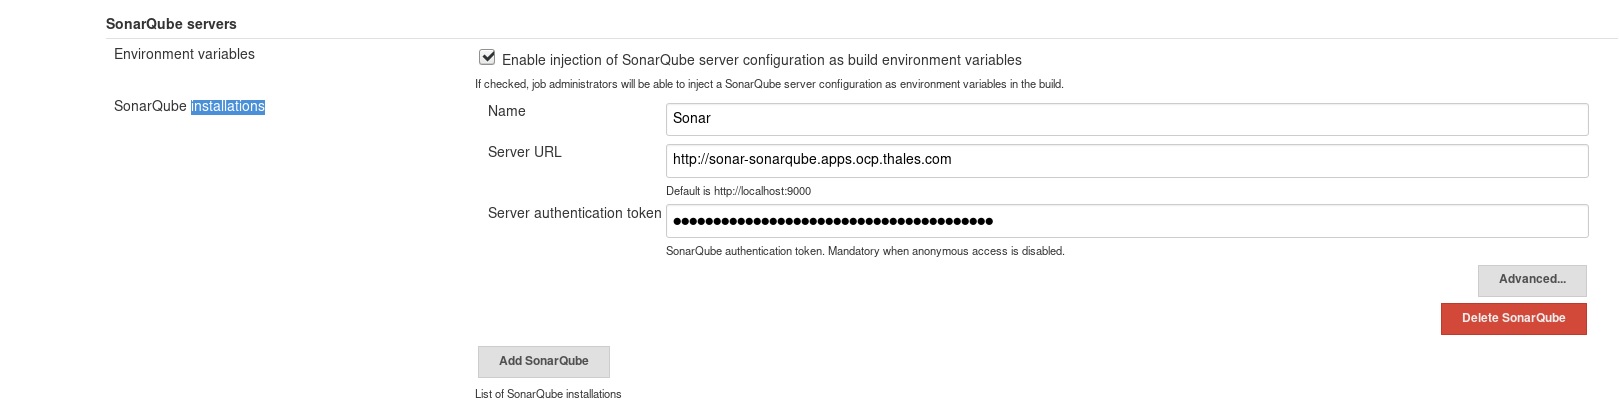 SonarQube servers
Environment variables
Enable injection of SonarQube server configuration as build environment variables
If checked, job administrators will be able to inject a SonarQube server configuration as environment variables in the build.
SonarQube installations
Name
Sonar
Server URL
http://sonar-sonarqube.apps.ocp.thales.com
Default is http://localhost:9000
Server authentication token
••••••••••••••••••••••••••••••••••••••••
SonarQube authentication token. Mandatory when anonymous access is disabled.
Advanced...
Delete SonarQube
Add SonarQube
List of SonarQube installations